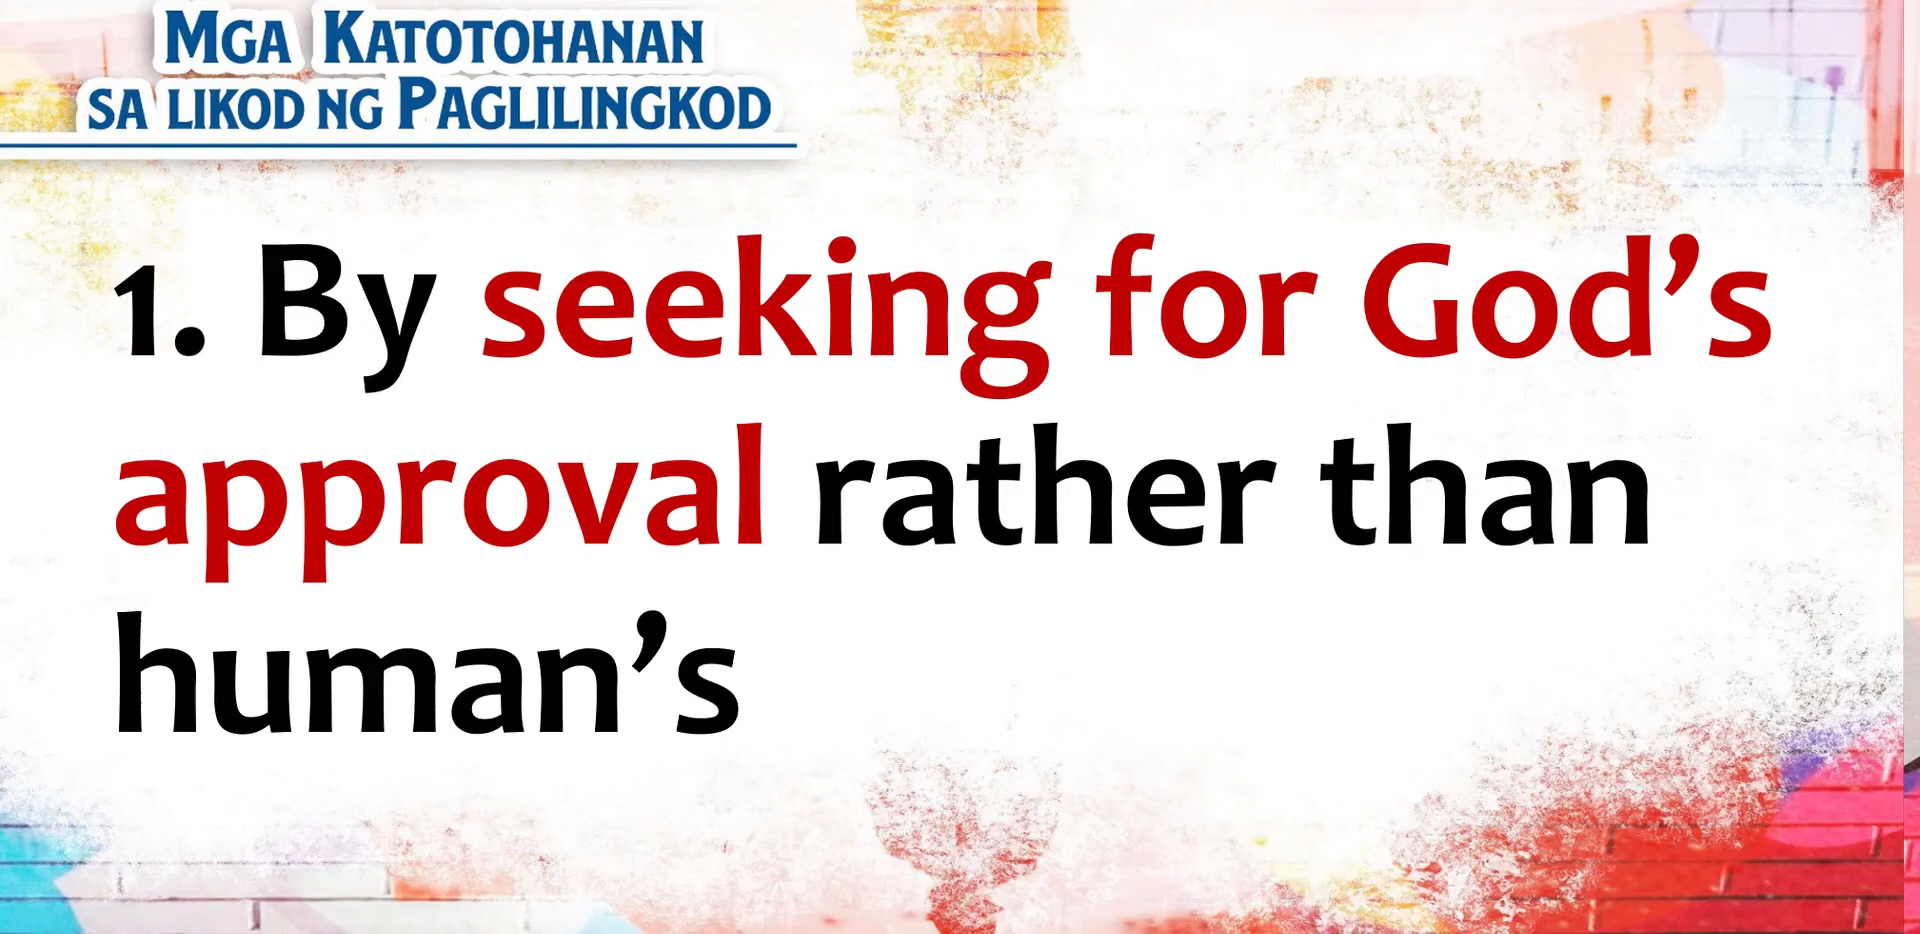 MGA KATOTOHANAN
SA LIKOD NG PAGLILINGKOD
1. By seeking for God’s
approval rather than
human’s